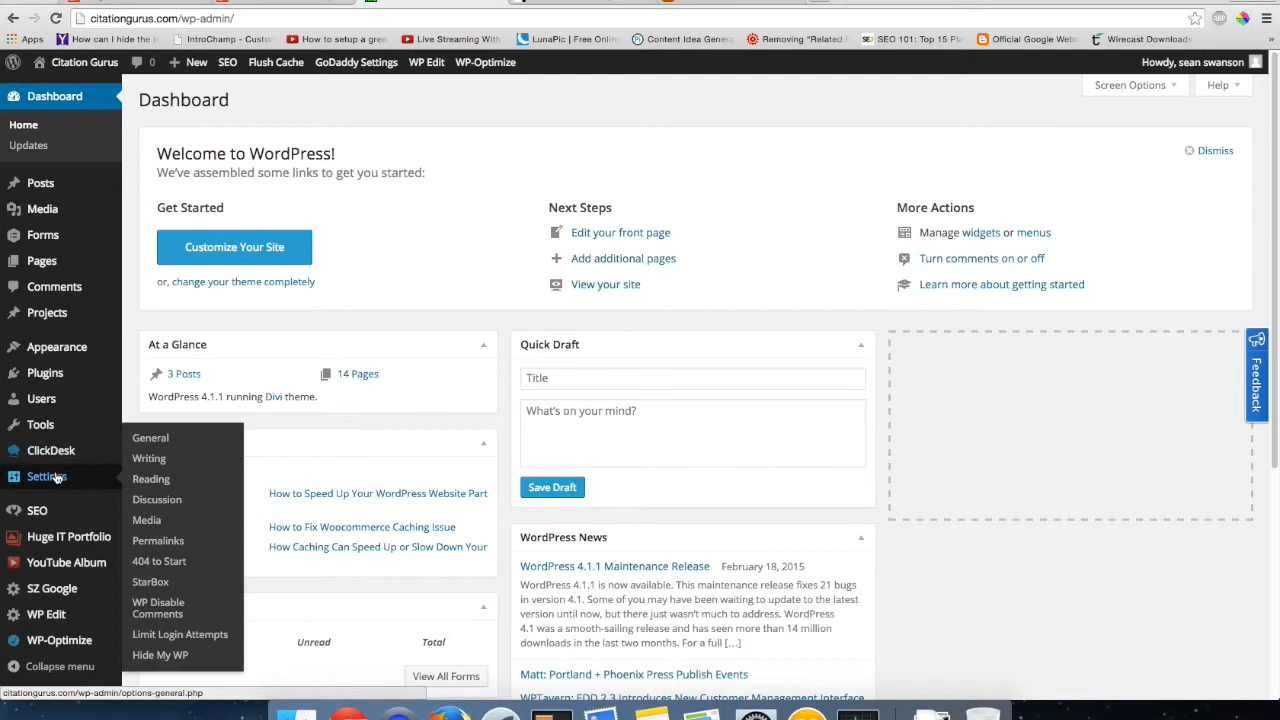 citationgurus.com/wp-admin/
Apps
How can I hide the b
IntroChamp - Custo
How to setup a gree
Live Streaming With
LunaPic | Free Onlin
Content Idea Genera
Removing "Related
SEO 101: Top 15 Pla
Official Google Web
Wirecast Downloads
Citation Gurus
0
New
SEO
Flush Cache
GoDaddy Settings
WP Edit
WP-Optimize
Howdy, sean swanson
Screen Options
Help
Dashboard
Home
Updates
Posts
Media
Forms
Pages
Comments
Projects
Appearance
Plugins
Users
Tools
ClickDesk
Settings
SEO
Huge IT Portfolio
YouTube Album
SZ Google
WP Edit
WP-Optimize
Collapse menu
General
Writing
Reading
Discussion
Media
Permalinks
404 to Start
StarBox
WP Disable
Comments
Limit Login Attempts
Hide My WP
Dashboard
Welcome to WordPress!
We've assembled some links to get you started:
Dismiss
Get Started
Customize Your Site
or, change your theme completely
Next Steps
Edit your front page
Add additional pages
View your site
More Actions
Manage widgets or menus
Turn comments on or off
Learn more about getting started
At a Glance
3 Posts
14 Pages
WordPress 4.1.1 running Divi theme.
How to Speed Up Your WordPress Website Part
How to Fix Woocommerce Caching Issue
How Caching Can Speed Up or Slow Down Your
Unread
Total
View All Forms
Quick Draft
Title
What's on your mind?
Save Draft
WordPress News
WordPress 4.1.1 Maintenance Release February 18, 2015
WordPress 4.1.1 is now available. This maintenance release fixes 21 bugs
in version 4.1. Some of you may have been waiting to update to the latest
version until now, but there just wasn't much to address. WordPress
4.1 was a smooth-sailing release and has seen more than 14 million
downloads in the last two months. For a full […]
Matt: Portland + Phoenix Press Publish Events
WPTavern: EDD 2.3 Introduces New Customer Management Interface
Feedback
citationgurus.com/wp-admin/options-general.php